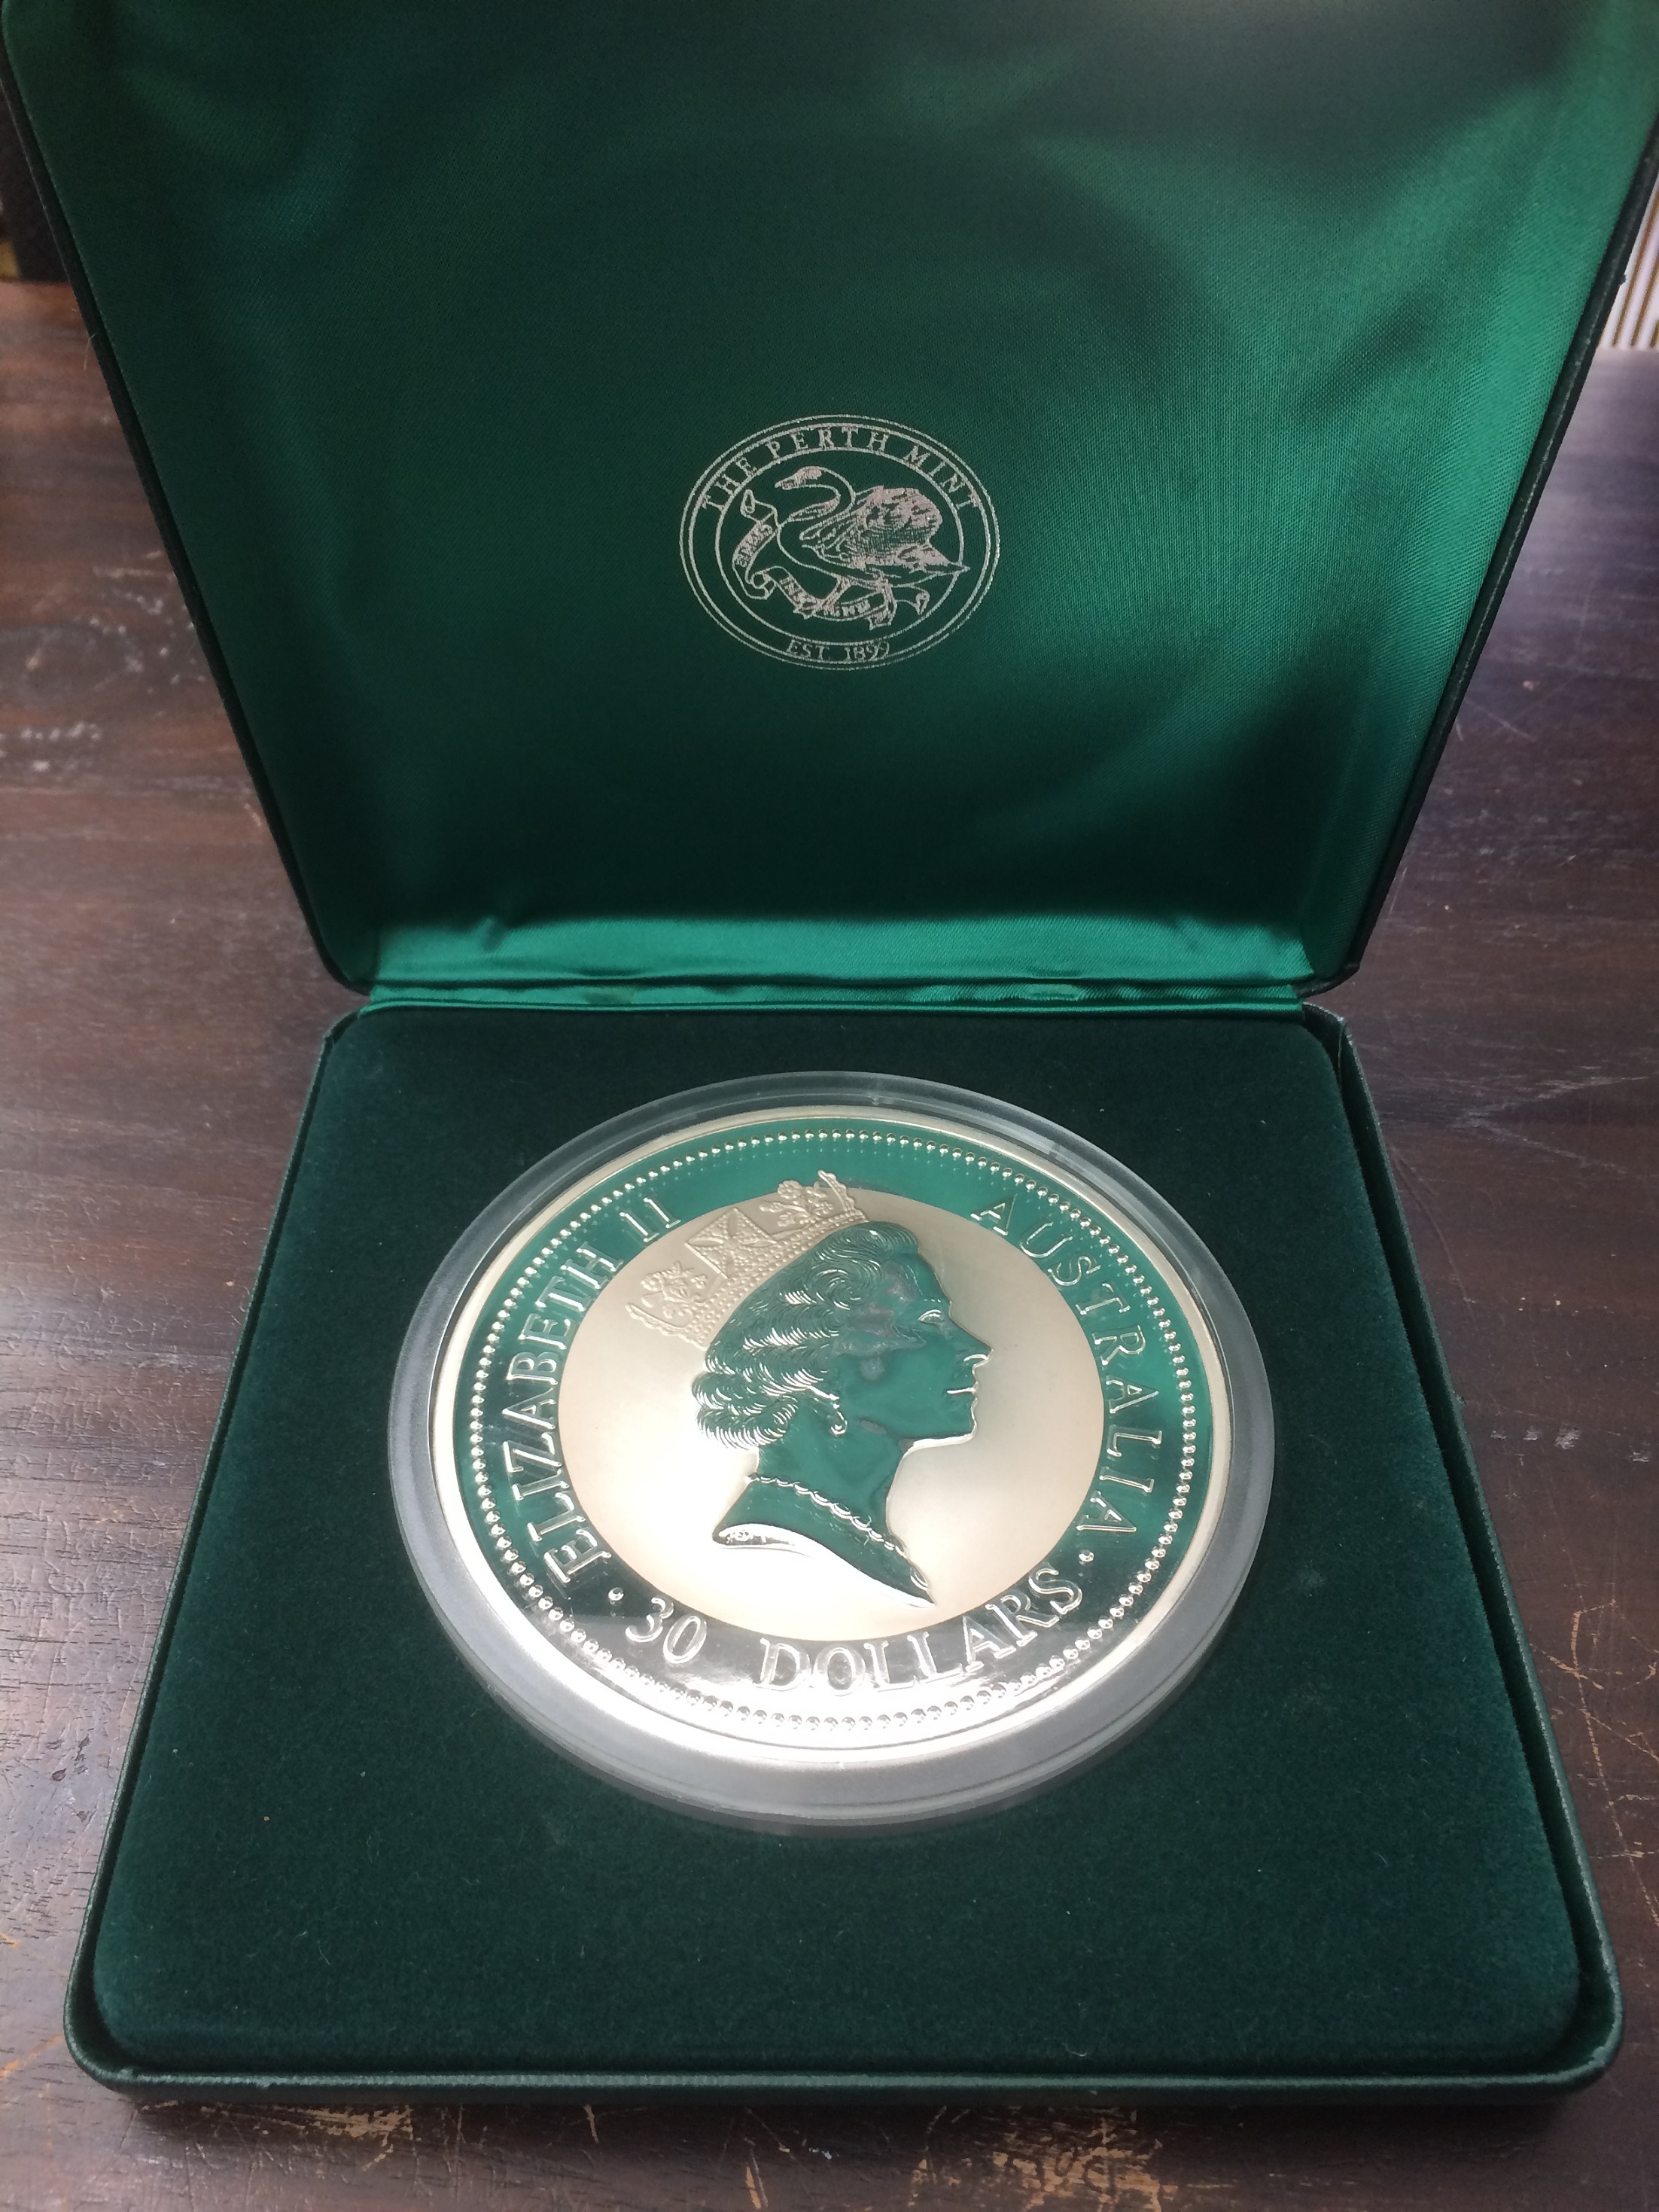 THE PERTH MINT
EST. 1899
ELIZABETH II
AUSTRALIA
· 30 DOLLARS ·